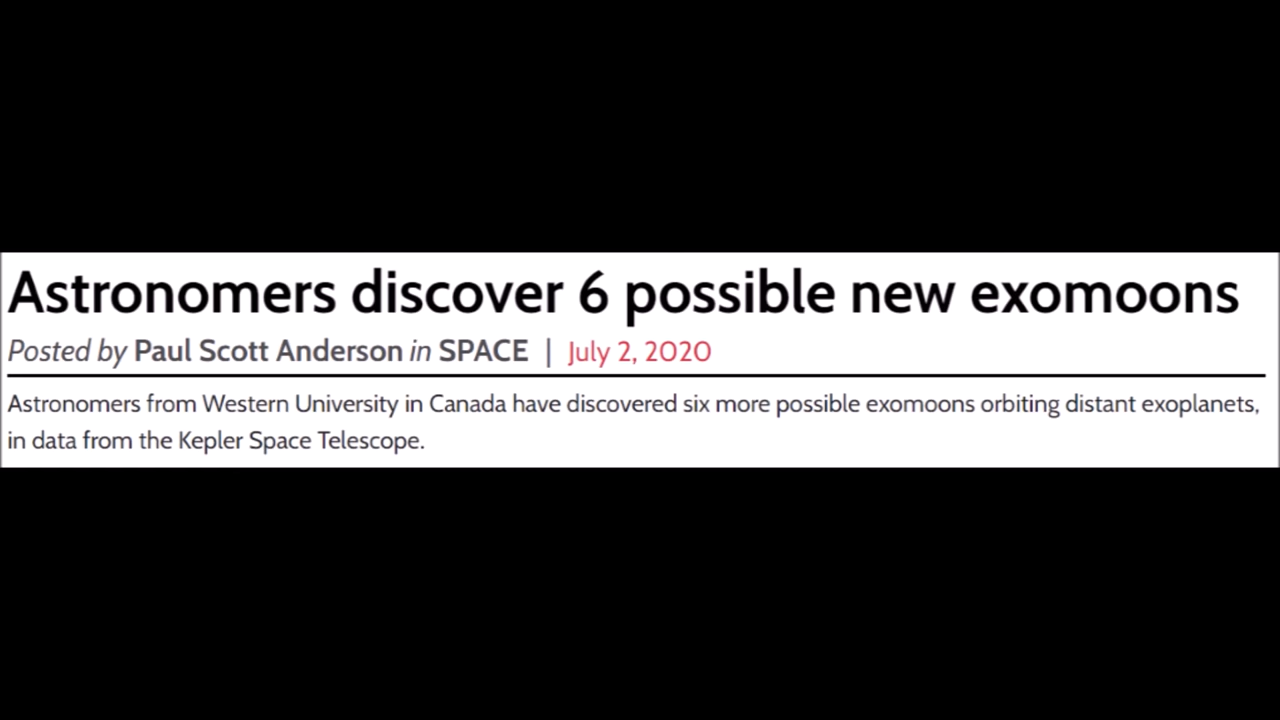 Astronomers discover 6 possible new exomoons
Posted by Paul Scott Anderson in SPACE | July 2, 2020
Astronomers from Western University in Canada have discovered six more possible exomoons orbiting distant exoplanets,
in data from the Kepler Space Telescope.